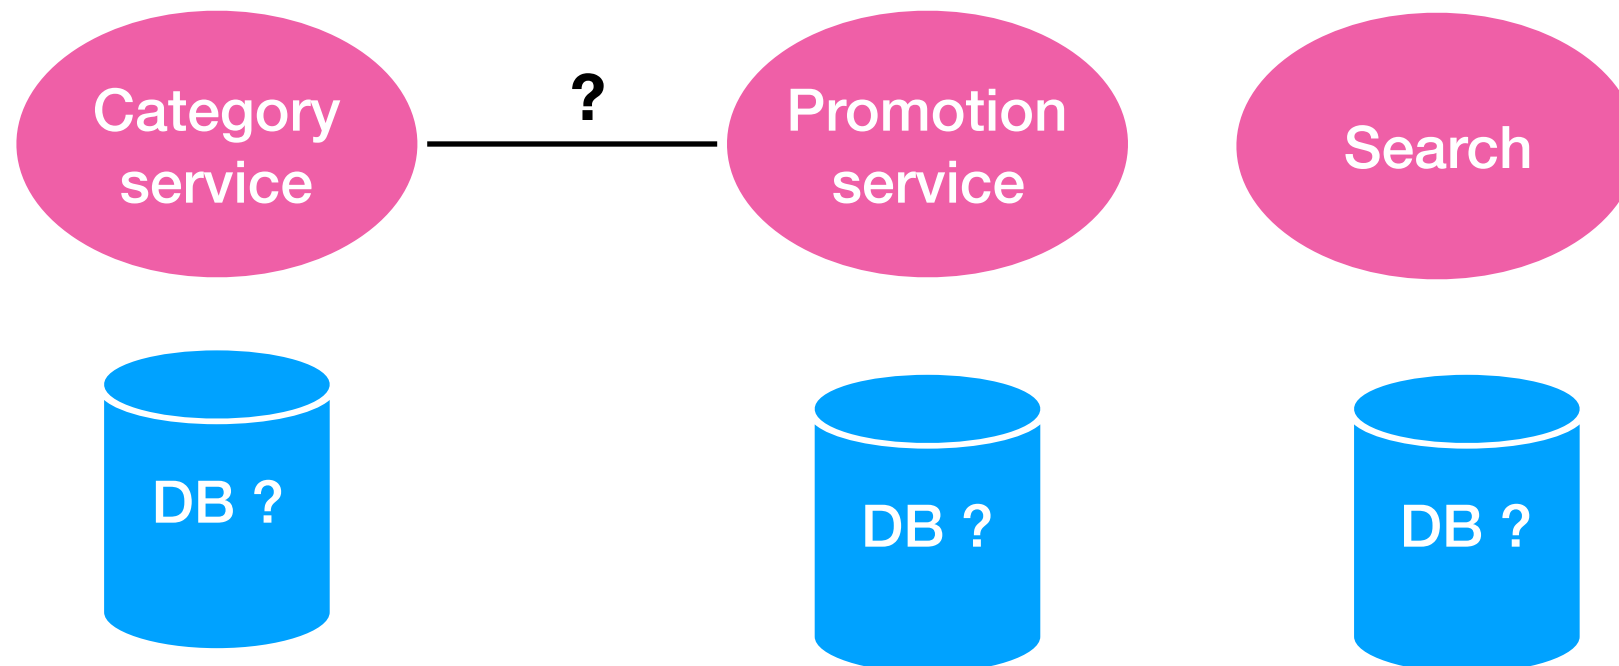 Category
service
?
Promotion
service
Search
DB ?
DB ?
DB ?